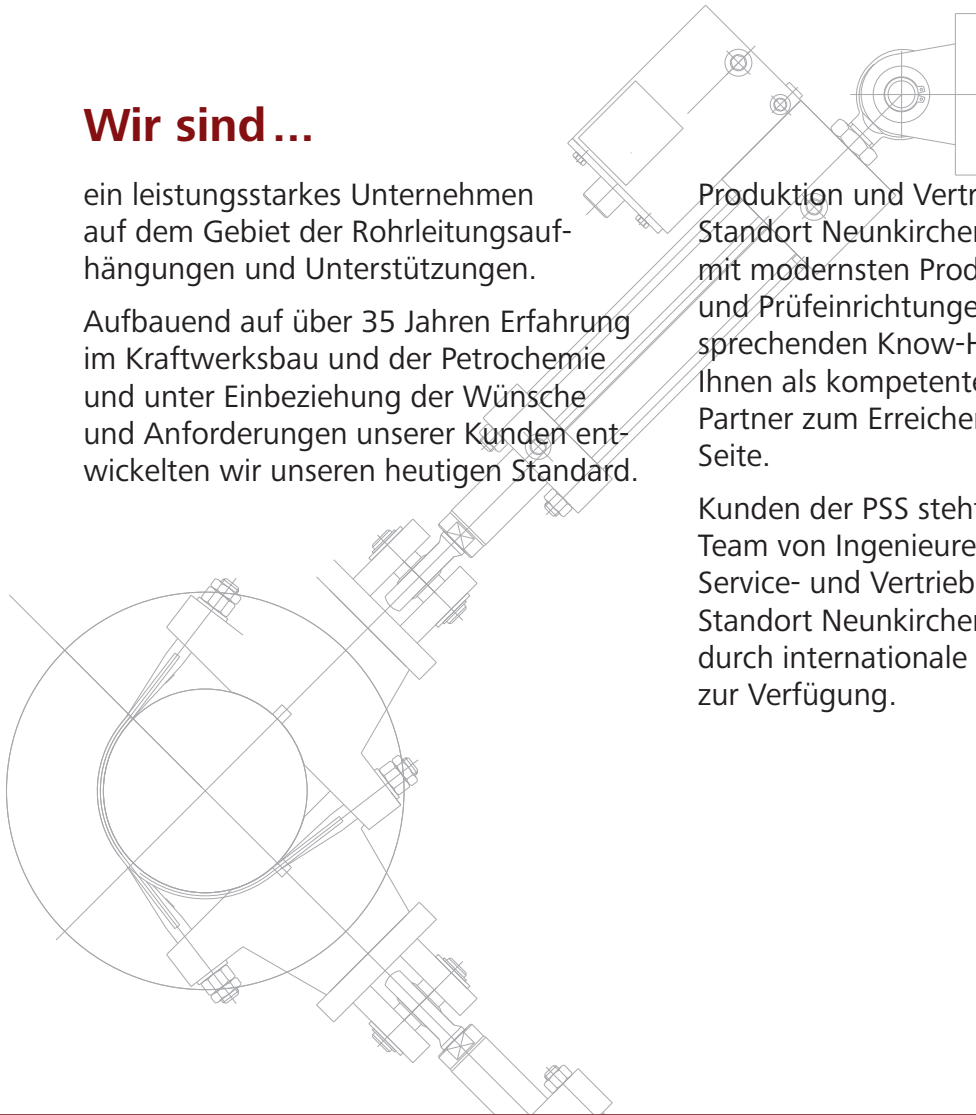 Wir sind...
ein leistungsstarkes Unternehmen
auf dem Gebiet der Rohrleitungsauf-
hängungen und Unterstützungen.
Aufbauend auf über 35 Jahren Erfahrung
im Kraftwerksbau und der Petrochemie
und unter Einbeziehung der Wünsche
und Anforderungen unserer Kunden ent-
wickelten wir unseren heutigen Standard.
Produktion und Vertr
Standort Neunkircher
mit modernsten Prod
und Prüfeinrichtunge
sprechenden Know-H
Ihnen als kompetente
Partner zum Erreicher
Seite.
Kunden der PSS steht
Team von Ingenieure
Service- und Vertrieb
Standort Neunkircher
durch internationale
zur Verfügung.